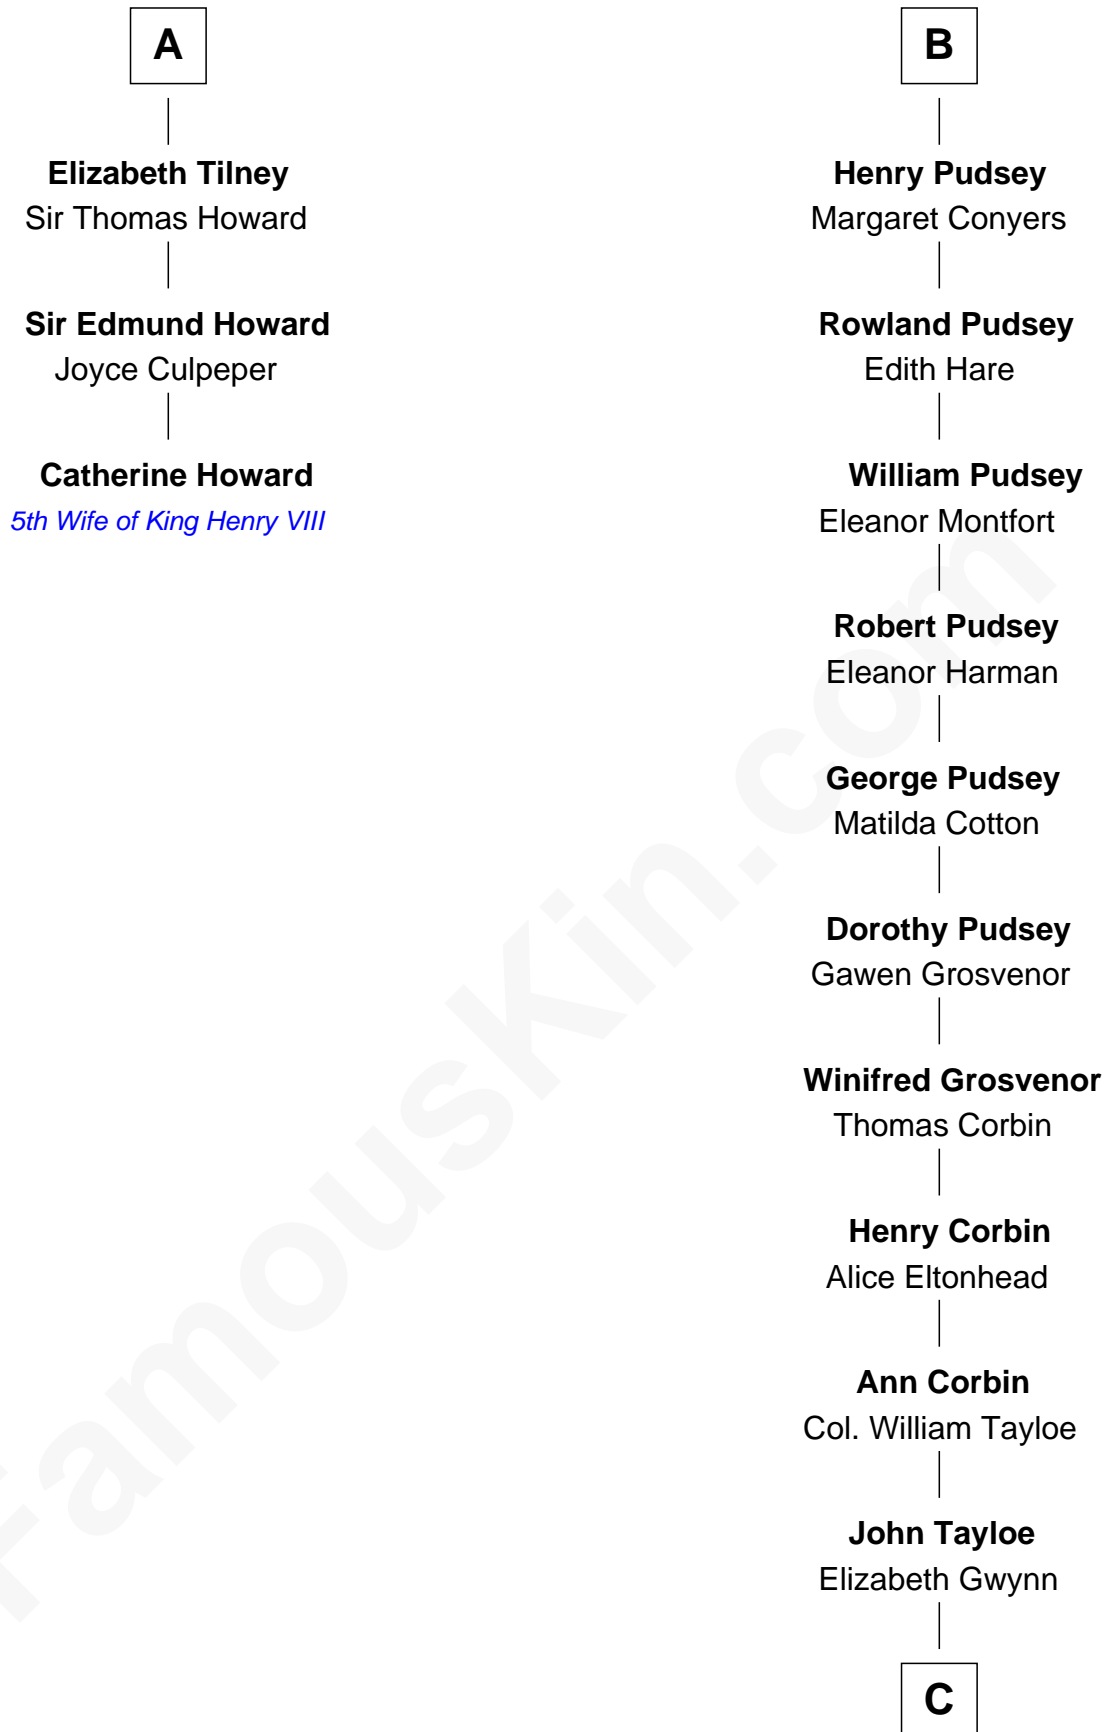 A
Elizabeth Tilney
Sir Thomas Howard
Sir Edmund Howard
Joyce Culpeper
Catherine Howard
5th Wife of King Henry VIII
B
Henry Pudsey
Margaret Conyers
Rowland Pudsey
Edith Hare
William Pudsey
Eleanor Montfort
Robert Pudsey
Eleanor Harman
George Pudsey
Matilda Cotton
Dorothy Pudsey
Gawen Grosvenor
Winifred Grosvenor
Thomas Corbin
Henry Corbin
Alice Eltonhead
Ann Corbin
Col. William Tayloe
John Tayloe
Elizabeth Gwynn
C
FamousKin.com